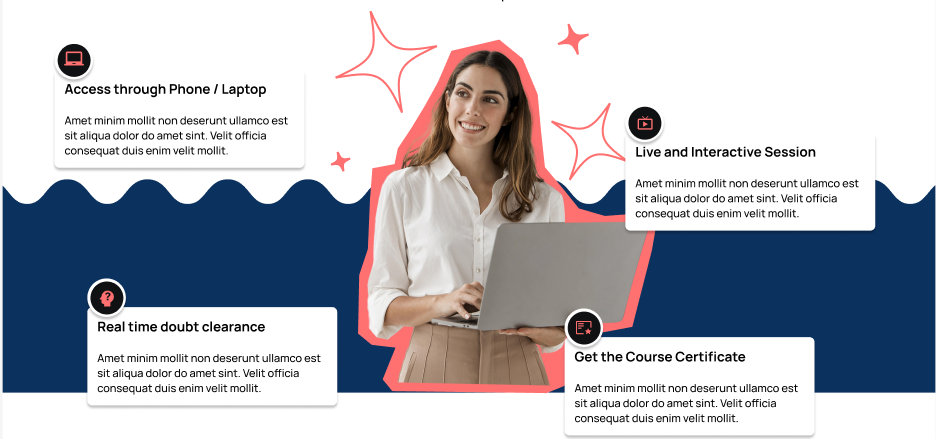 Access through Phone / Laptop
Amet minim mollit non deserunt ullamco est
sit aliqua dolor do amet sint. Velit officia
consequat duis enim velit mollit.
Live and Interactive Session
Amet minim mollit non deserunt ullamco est
sit aliqua dolor do amet sint. Velit officia
consequat duis enim velit mollit.
Real time doubt clearance
Amet minim mollit non deserunt ullamco est
sit aliqua dolor do amet sint. Velit officia
consequat duis enim velit mollit.
Get the Course Certificate
Amet minim mollit non deserunt ullamco est
sit aliqua dolor do amet sint. Velit officia
consequat duis enim velit mollit.